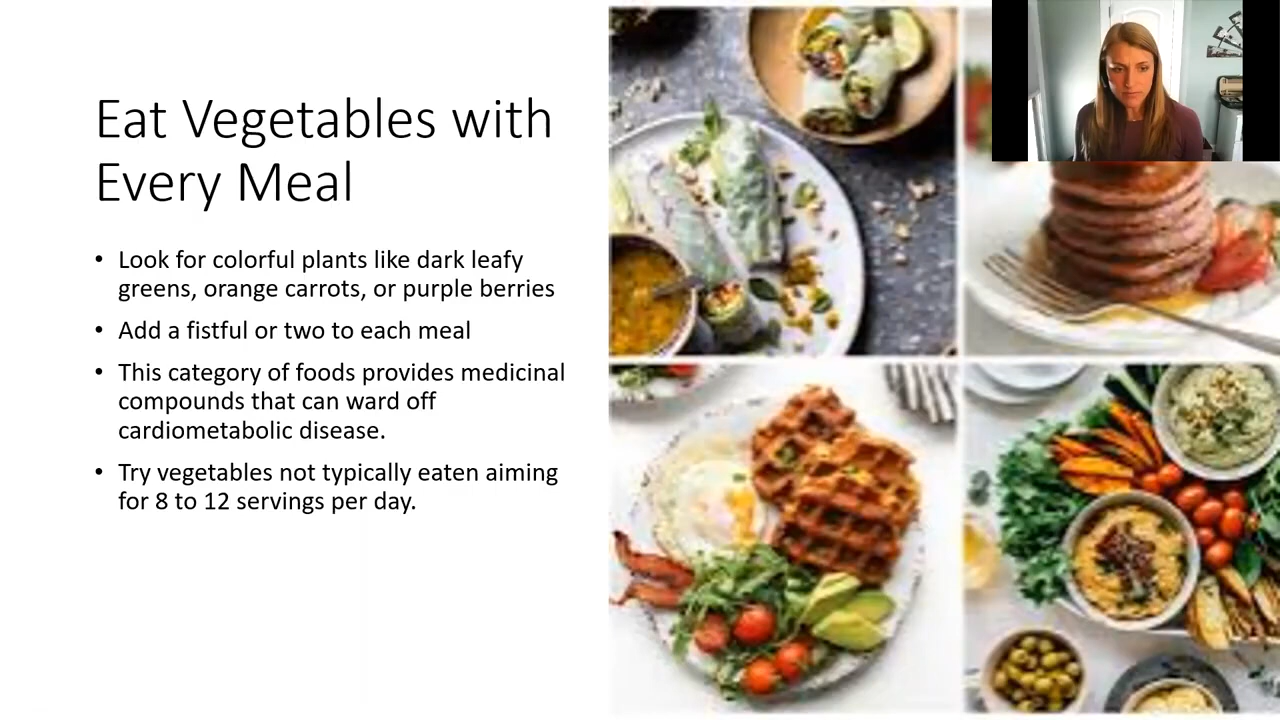 Eat Vegetables with
Every Meal
• Look for colorful plants like dark leafy
greens, orange carrots, or purple berries
• Add a fistful or two to each meal
• This category of foods provides medicinal
compounds that can ward off
cardiometabolic disease.
• Try vegetables not typically eaten aiming
for 8 to 12 servings per day.